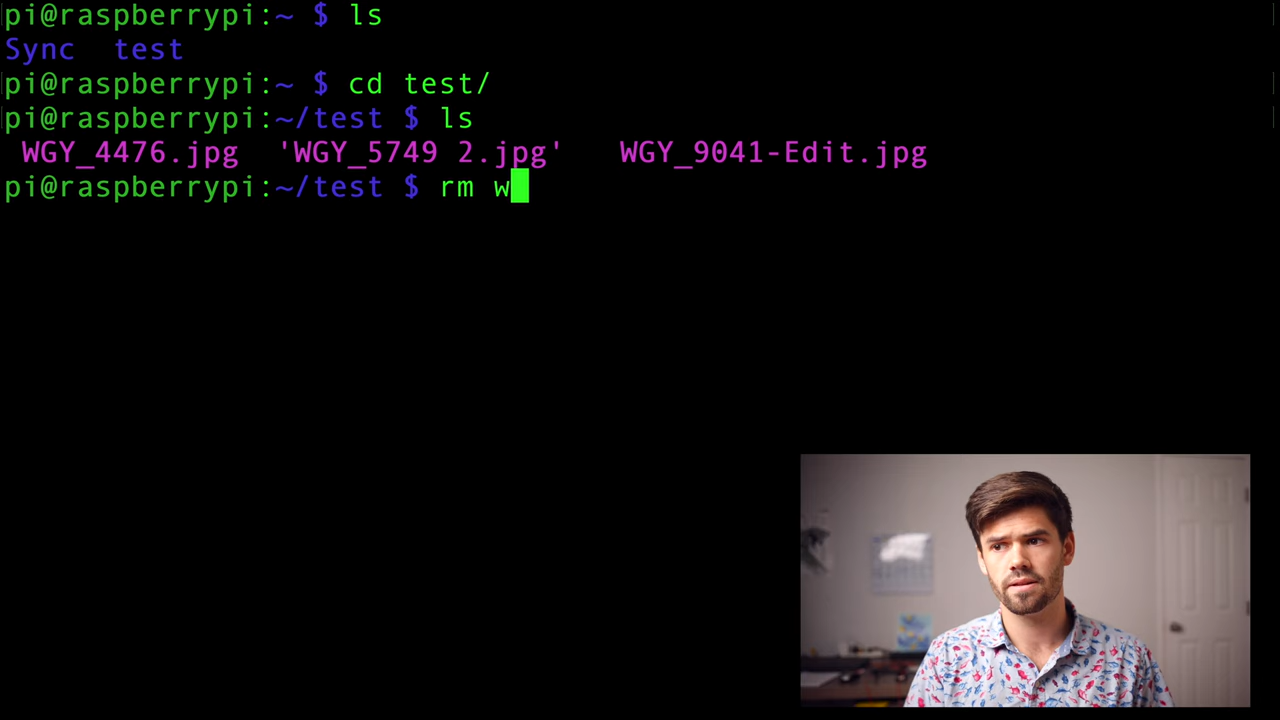 pi@raspberrypi:~ $ ls
Sync  test
pi@raspberrypi:~ $ cd test/
pi@raspberrypi:~/test $ ls
WGY_4476.jpg  'WGY_5749 2.jpg'   WGY_9041-Edit.jpg
pi@raspberrypi:~/test $ rm w